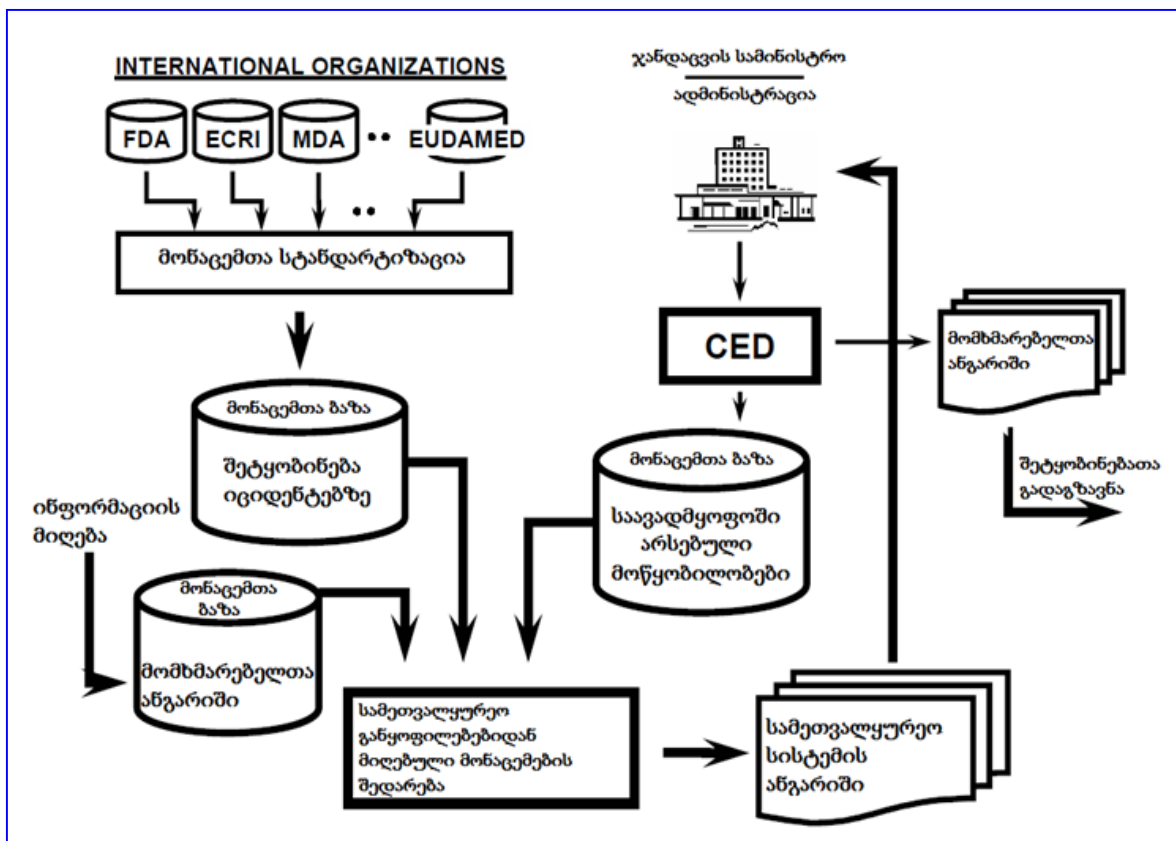 INTERNATIONAL ORGANIZATIONS
FDA
ECRI
MDA
EUDAMED
მონაცემთა სტანდარტიზაცია
ჯანდაცვის სამინისტრო
ადმინისტრაცია
H
CED
მომხმარებელთა
ანგარიში
შეტყობინებათა
გადაგზავნა
მონაცემთა ბაზა
შეტყობინება
იციდენტებზე
მონაცემთა ბაზა
საავადმყოფოში
არსებული
მოწყობილობები
ინფორმაციის
მიღება
მონაცემთა
ბაზა
მომხმარებელთა
ანგარიში
სამეთვალყურეო
განყოფილებებიდან
მიღებული მონაცემების
შედარება
სამეთვალყურეო
სისტემის
ანგარიში